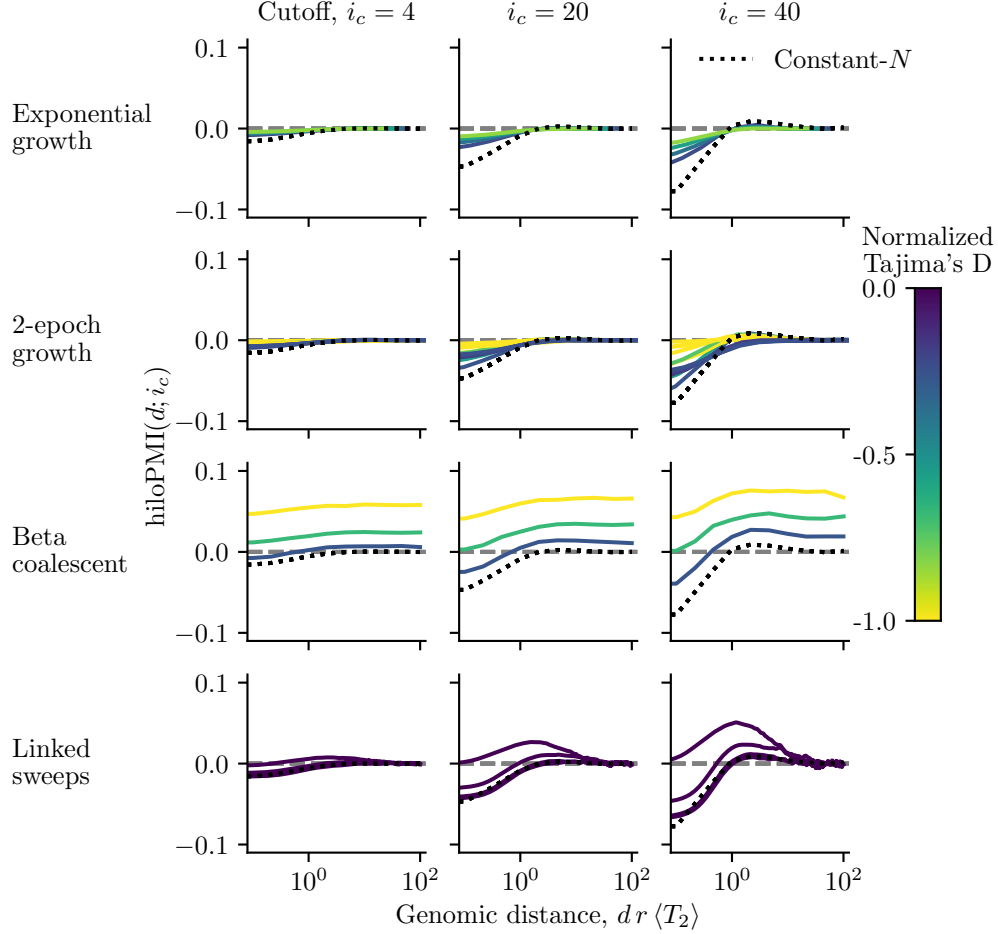 Cutoff, i_c = 4
i_c = 20
i_c = 40
0.1
0.0
−0.1
Exponential
growth
Constant-N
0.1
0.0
−0.1
2-epoch
growth
Normalized
Tajima's D
0.0
-0.5
-1.0
hiloPMI(d; i_c)
0.1
0.0
−0.1
Beta
coalescent
0.1
0.0
−0.1
Linked
sweeps
10^0 10^2 10^0 10^2 10^0 10^2
Genomic distance, d r ⟨T_2⟩